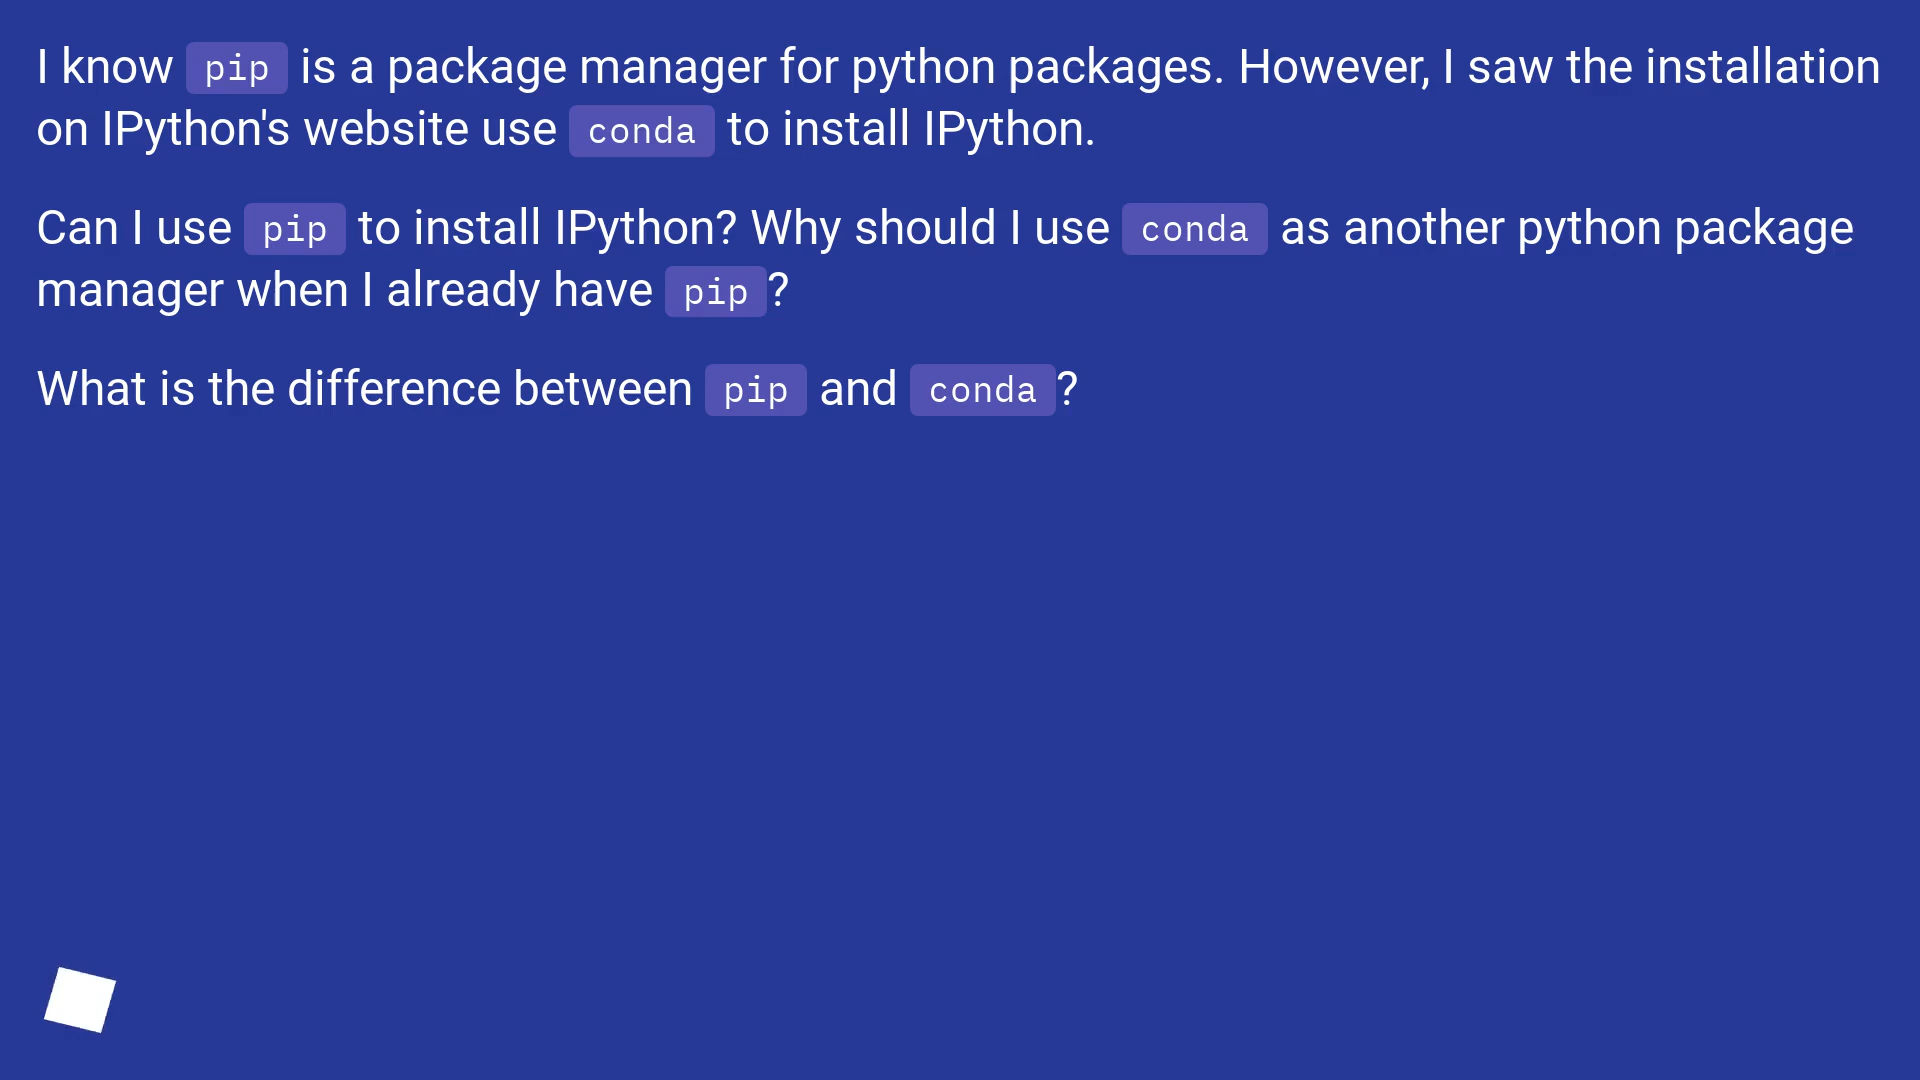 I know pip is a package manager for python packages. However, I saw the installation
on IPython's website use conda to install IPython.
Can I use pip to install IPython? Why should I use conda as another python package
manager when I already have pip?
What is the difference between pip and conda?